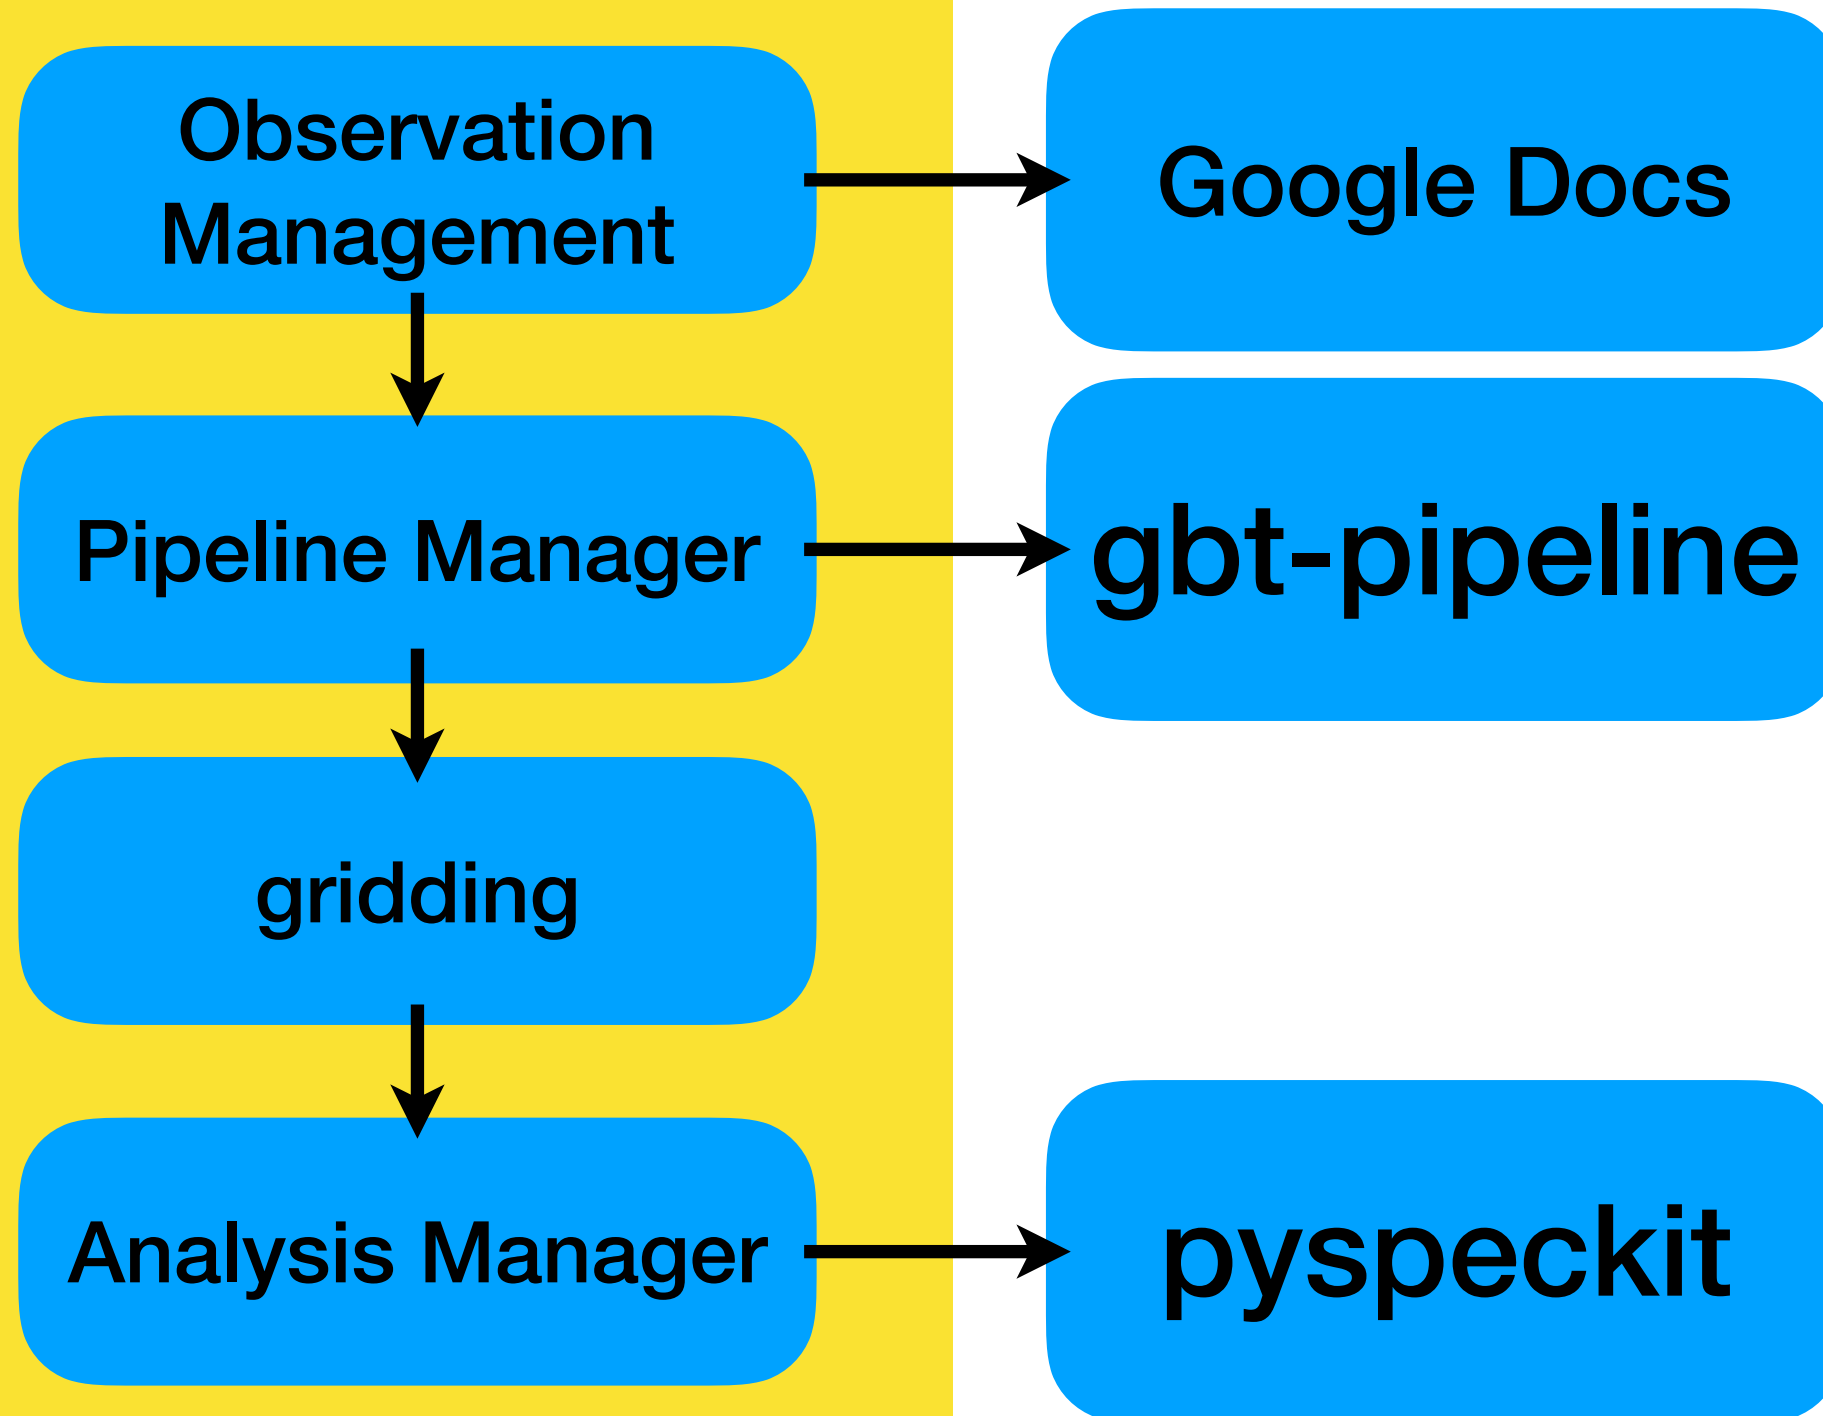 Observation
Management
Google Docs
Pipeline Manager
gbt-pipeline
gridding
Analysis Manager
pyspeckit